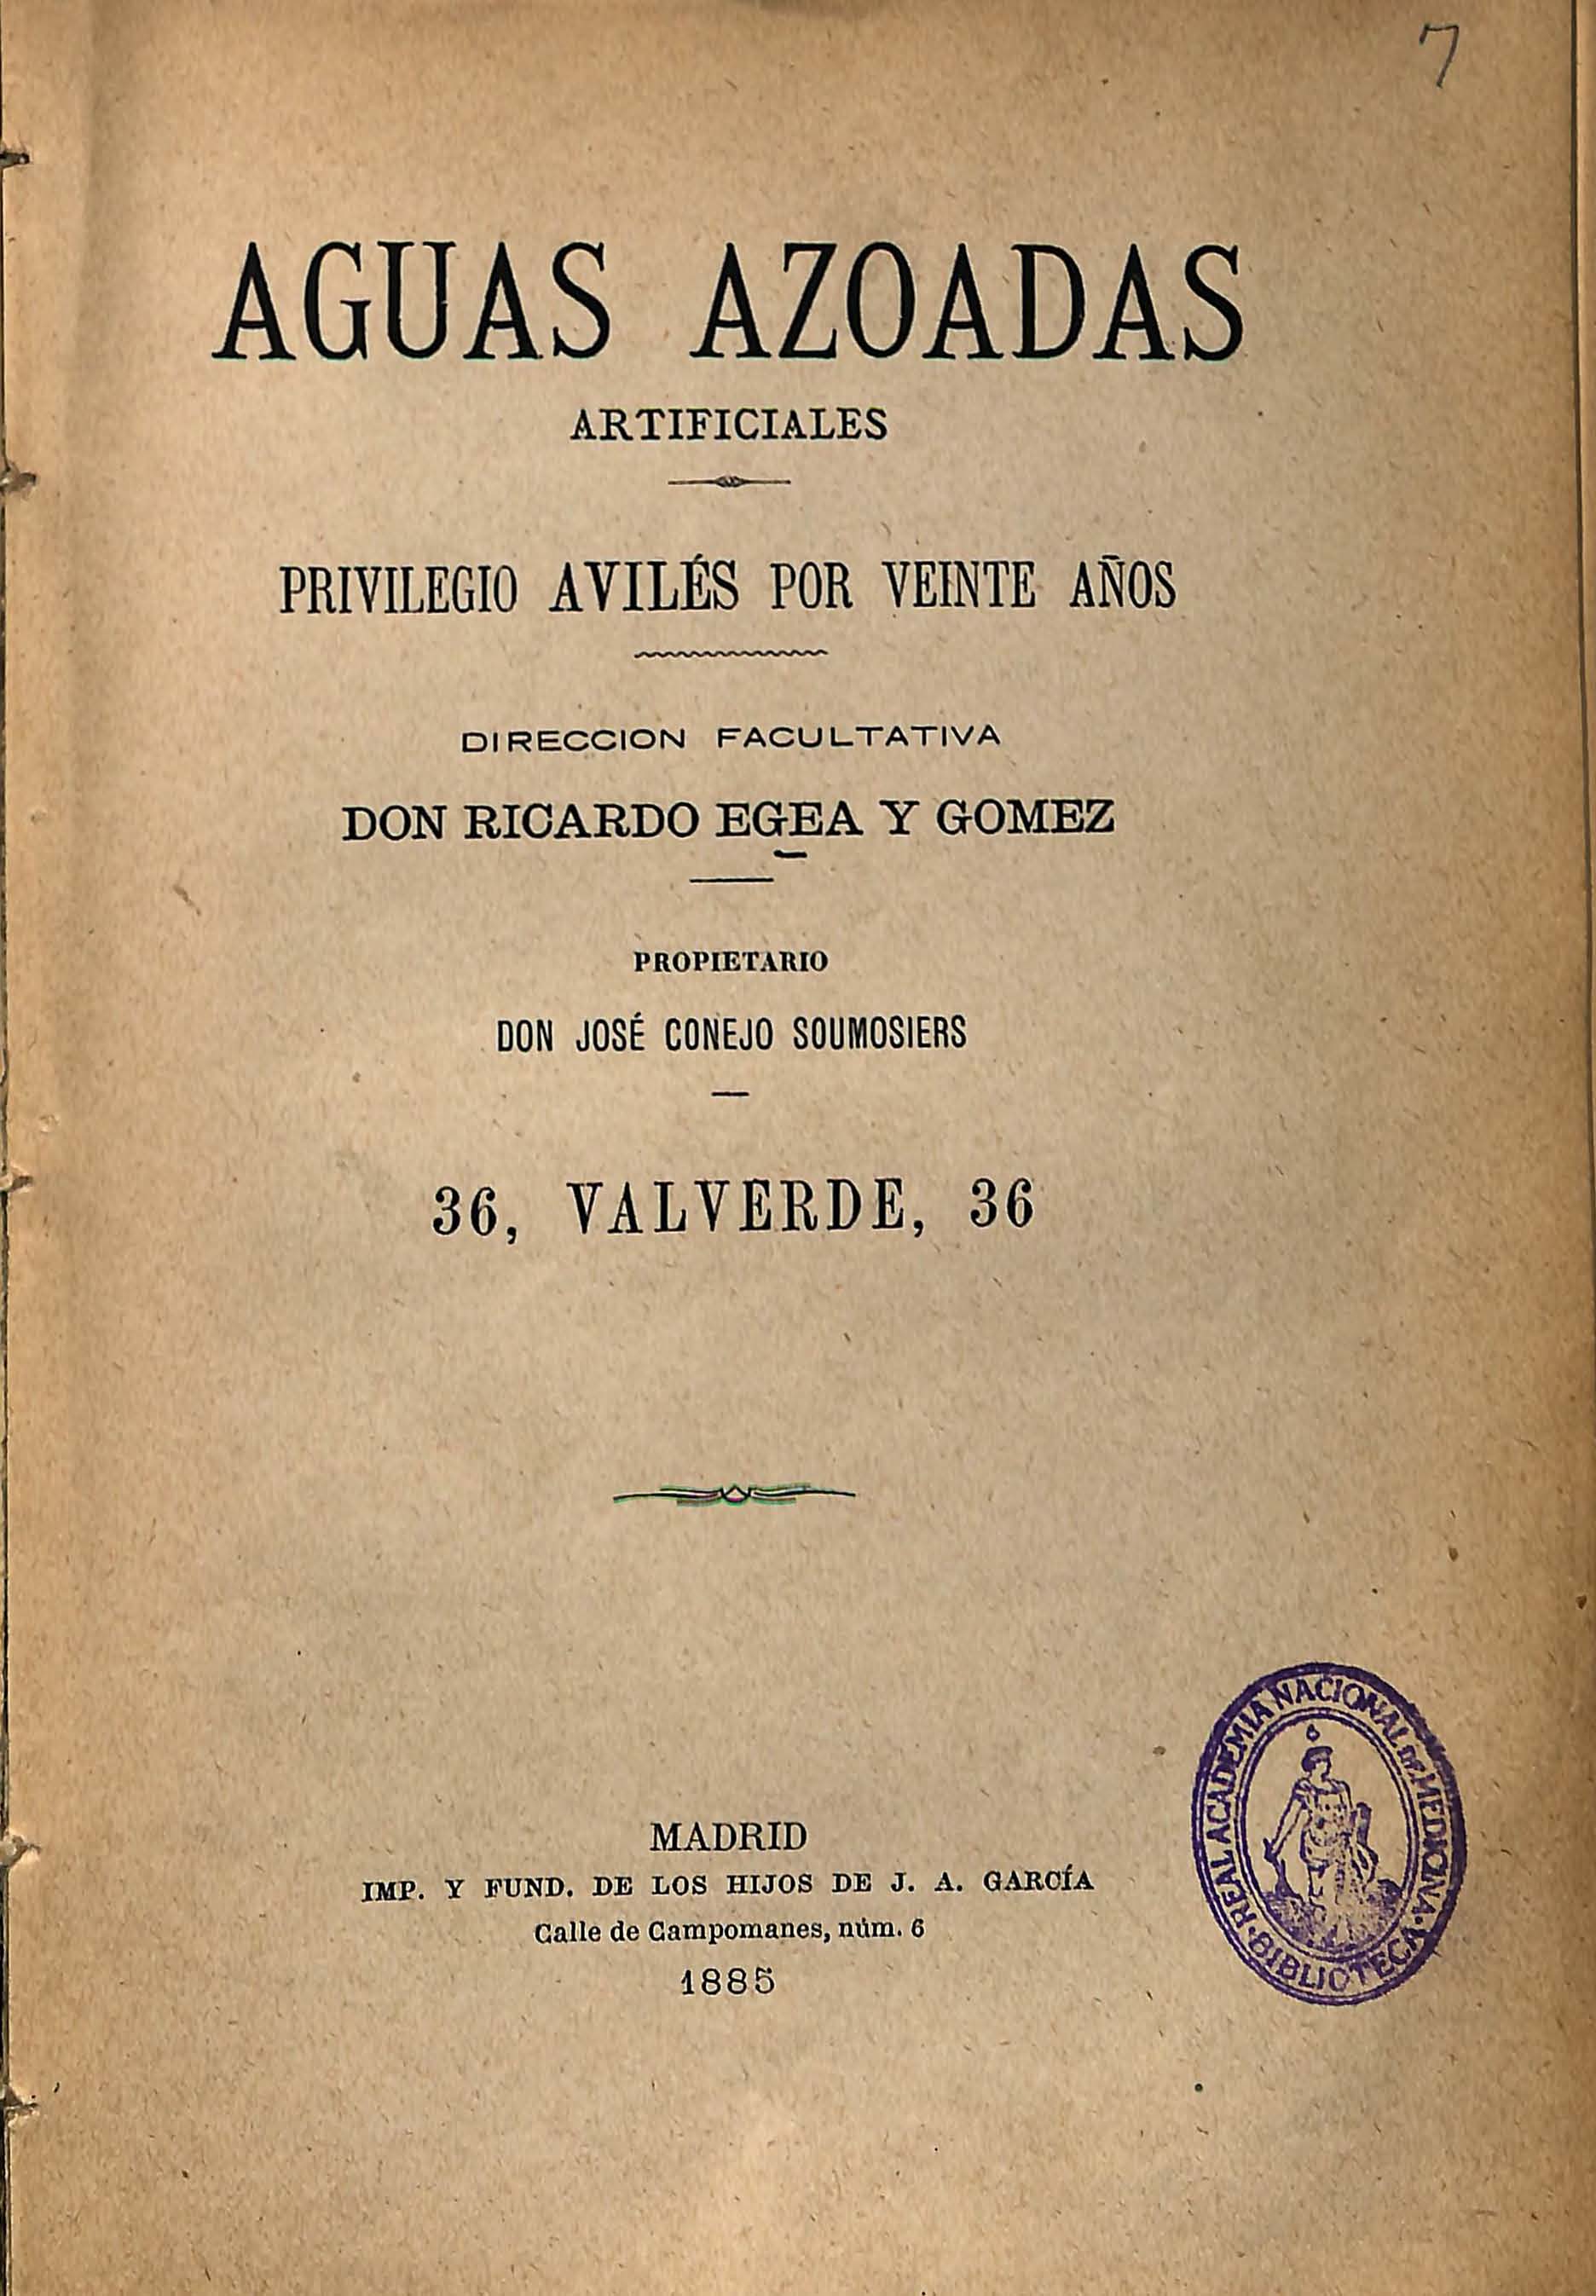 7
AGUAS AZOADAS
ARTIFICIALES
PRIVILEGIO AVILÉS POR VEINTE AÑOS
DIRECCION FACULTATIVA
DON RICARDO EGEA Y GOMEZ
PROPIETARIO
DON JOSÉ CONEJO SOUMOSIERS
36, VALVERDE, 36
MADRID
IMP. Y FUND. DE LOS HIJOS DE J. A. GARCÍA
Calle de Campomanes, núm. 6
1885
REAL ACADEMIA NACIONAL DE MEDICINA
BIBLIOTECA